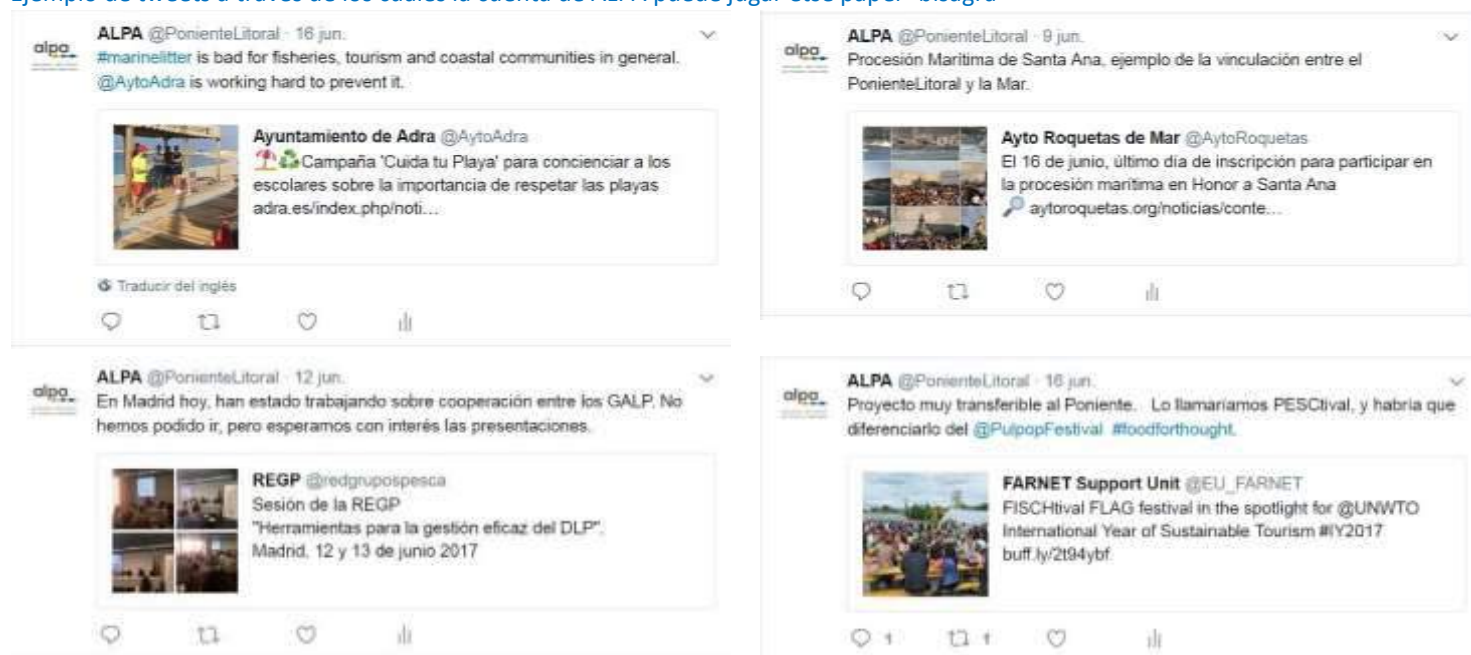 Ejemplo de tweets a través de los cuales la cuenta de ALPA puede jugar else papel "bisagra"
alpa
ALPA @PonienteLitoral · 16 jun.
#marinelitter is bad for fisheries, tourism and coastal communities in general.
@AytoAdra is working hard to prevent it.
Ayuntamiento de Adra @AytoAdra
⛱️♻️Campaña 'Cuida tu Playa' para concienciar a los
escolares sobre la importancia de respetar las playas
adra.es/index.php/noti…
Traducir del inglés
alpa
ALPA @PonienteLitoral · 9 jun.
Procesión Marítima de Santa Ana, ejemplo de la vinculación entre el
PonienteLitoral y la Mar.
Ayto Roquetas de Mar @AytoRoquetas
El 16 de junio, último día de inscripción para participar en
la procesión marítima en Honor a Santa Ana
🔎 aytoroquetas.org/noticias/conte…
alpa
ALPA @PonienteLitoral · 12 jun.
En Madrid hoy, han estado trabajando sobre cooperación entre los GALP. No
hemos podido ir, pero esperamos con interés las presentaciones.
REGP @redgrupospesca
Sesión de la REGP
"Herramientas para la gestión eficaz del DLP".
Madrid, 12 y 13 de junio 2017
alpa
ALPA @PonienteLitoral · 16 jun.
Proyecto muy transferible al Poniente. Lo llamaríamos PESCtival, y habría que
diferenciarlo del @PulpopFestival #foodforthought.
FARNET Support Unit @EU_FARNET
FISCHtival FLAG festival in the spotlight for @UNWTO
International Year of Sustainable Tourism #IY2017
buff.ly/2t94ybf
1 1